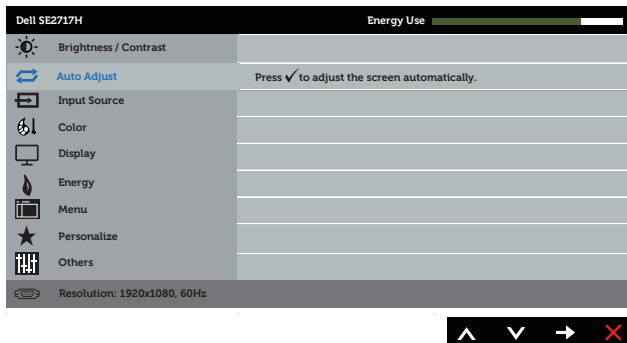 Dell SE2717H Energy Use
Brightness / Contrast
Auto Adjust Press ✓ to adjust the screen automatically.
Input Source
Color
Display
Energy
Menu
Personalize
Others
Resolution: 1920x1080, 60Hz